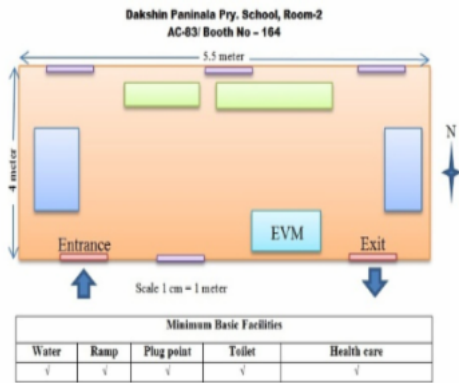 Dakshin Paninala Pry. School, Room-2
AC-83/ Booth No – 164
5.5 meter
4 meter
N
EVM
Entrance
Exit
Scale 1 cm = 1 meter
Minimum Basic Facilities
Water Ramp Plug point Toilet Health care
√ √ √ √ √